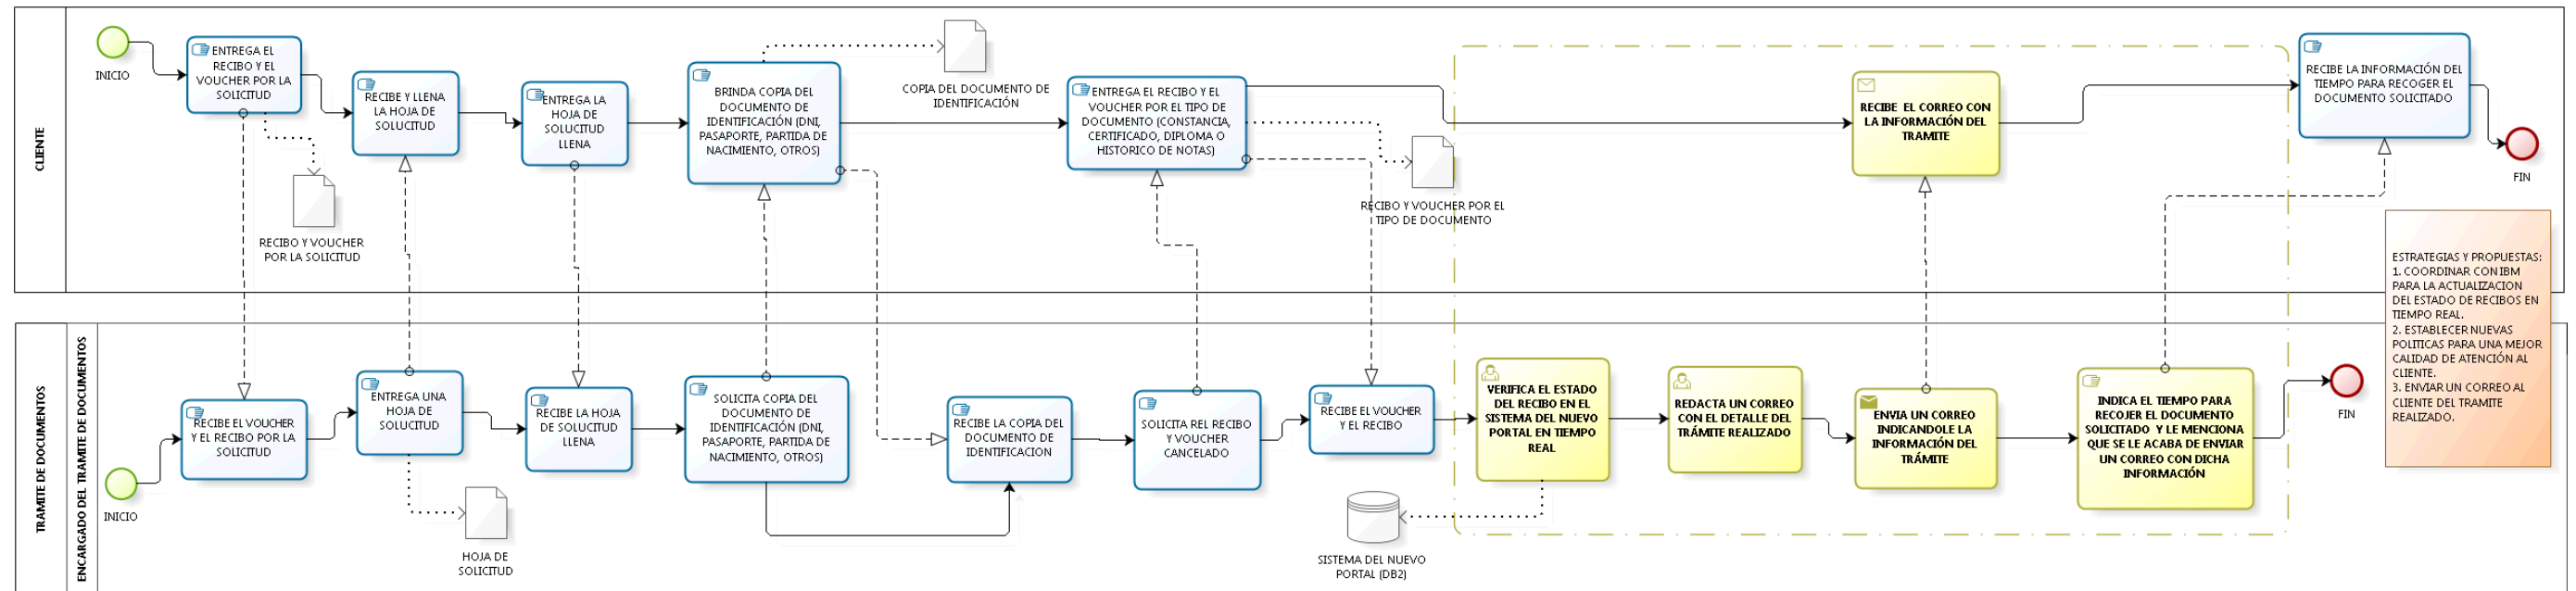 CLIENTE
INICIO
ENTREGA EL
RECIBO Y EL
VOUCHER POR LA
SOLICITUD
RECIBO Y VOUCHER
POR LA SOLICITUD
RECIBE Y LLENA
LA HOJA DE
SOLUCITUD
ENTREGA LA
HOJA DE
SOLUCITUD
LLENA
BRINDA COPIA DEL
DOCUMENTO DE
IDENTIFICACIÓN (DNI,
PASAPORTE, PARTIDA DE
NACIMIENTO, OTROS)
COPIA DEL DOCUMENTO DE
IDENTIFICACIÓN
ENTREGA EL RECIBO Y EL
VOUCHER POR EL TIPO DE
DOCUMENTO (CONSTANCIA,
CERTIFICADO, DIPLOMA O
HISTORICO DE NOTAS)
RECIBO Y VOUCHER POR EL
TIPO DE DOCUMENTO
RECIBE  EL CORREO CON
LA INFORMACIÓN DEL
TRAMITE
RECIBE LA INFORMACIÓN DEL
TIEMPO PARA RECOGER EL
DOCUMENTO SOLICITADO
FIN
ESTRATEGIAS Y PROPUESTAS:
1. COORDINAR CON IBM
PARA LA ACTUALIZACION
DEL ESTADO DE RECIBOS EN
TIEMPO REAL.
2. ESTABLECER NUEVAS
POLITICAS PARA UNA MEJOR
CALIDAD DE ATENCIÓN AL
CLIENTE.
3. ENVIAR UN CORREO AL
CLIENTE DEL TRAMITE
REALIZADO.
TRAMITE DE DOCUMENTOS
ENCARGADO DEL TRAMITE DE DOCUMENTOS
INICIO
RECIBE EL VOUCHER
Y EL RECIBO POR LA
SOLICITUD
ENTREGA UNA
HOJA DE
SOLICITUD
HOJA DE
SOLICITUD
RECIBE LA HOJA
DE SOLUCITUD
LLENA
SOLICITA COPIA DEL
DOCUMENTO DE
IDENTIFICACIÓN (DNI,
PASAPORTE, PARTIDA DE
NACIMIENTO, OTROS)
RECIBE LA COPIA DEL
DOCUMENTO DE
IDENTIFICACION
SOLICITA REL RECIBO
Y VOUCHER
CANCELADO
RECIBE EL VOUCHER
Y EL RECIBO
VERIFICA EL ESTADO
DEL RECIBO EN EL
SISTEMA DEL NUEVO
PORTAL EN TIEMPO
REAL
SISTEMA DEL NUEVO
PORTAL (DB2)
REDACTA UN CORREO
CON EL DETALLE DEL
TRÁMITE REALIZADO
ENVIA UN CORREO
INDICANDOLE LA
INFORMACIÓN DEL
TRÁMITE
INDICA EL TIEMPO PARA
RECOJER EL DOCUMENTO
SOLICITADO  Y LE MENCIONA
QUE SE LE ACABA DE ENVIAR
UN CORREO CON DICHA
INFORMACIÓN
FIN